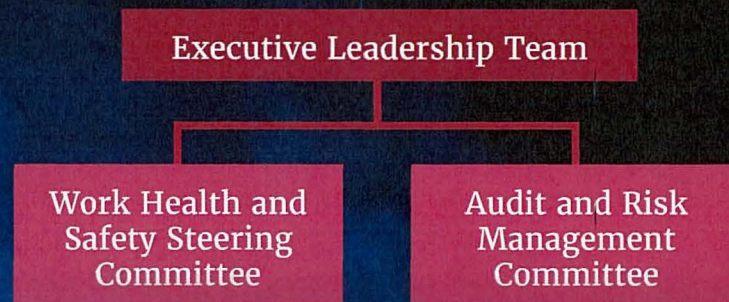 Executive Leadership Team
Work Health and
Safety Steering
Committee
Audit and Risk
Management
Committee